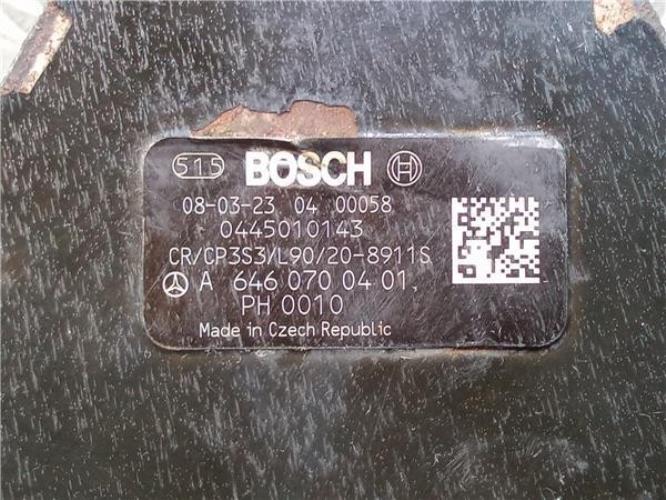 515 BOSCH
08-03-23 04 00058
0445010143
CR/CP3S3/L90/20-8911S
A 646 070 04 01,
PH 0010
Made in Czech Republic